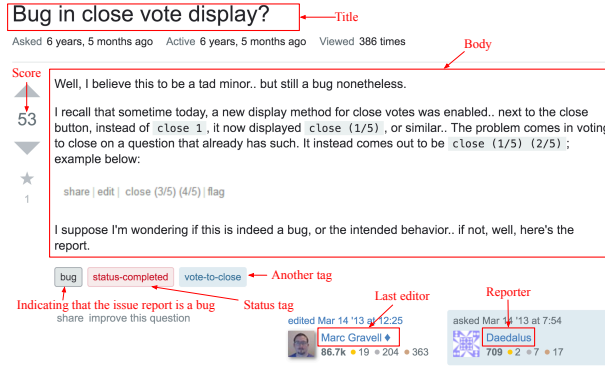 Bug in close vote display?
Title
Asked 6 years, 5 months ago Active 6 years, 5 months ago Viewed 386 times
Body
Score
Well, I believe this to be a tad minor.. but still a bug nonetheless.
I recall that sometime today, a new display method for close votes was enabled.. next to the close
53
button, instead of close 1 , it now displayed close (1/5) , or similar.. The problem comes in voting
to close on a question that already has such. It instead comes out to be close (1/5) (2/5) ;
example below:
share | edit | close (3/5) (4/5) | flag
1
I suppose I'm wondering if this is indeed a bug, or the intended behavior.. if not, well, here's the
report.
bug status-completed vote-to-close Another tag
Indicating that the issue report is a bug Status tag
Last editor Reporter
share improve this question
edited Mar 14 '13 at 12:25 asked Mar 14 '13 at 7:54
Marc Gravell ♦ Daedalus
86.7k ● 19 ● 204 ● 363 709 ● 2 ● 7 ● 17